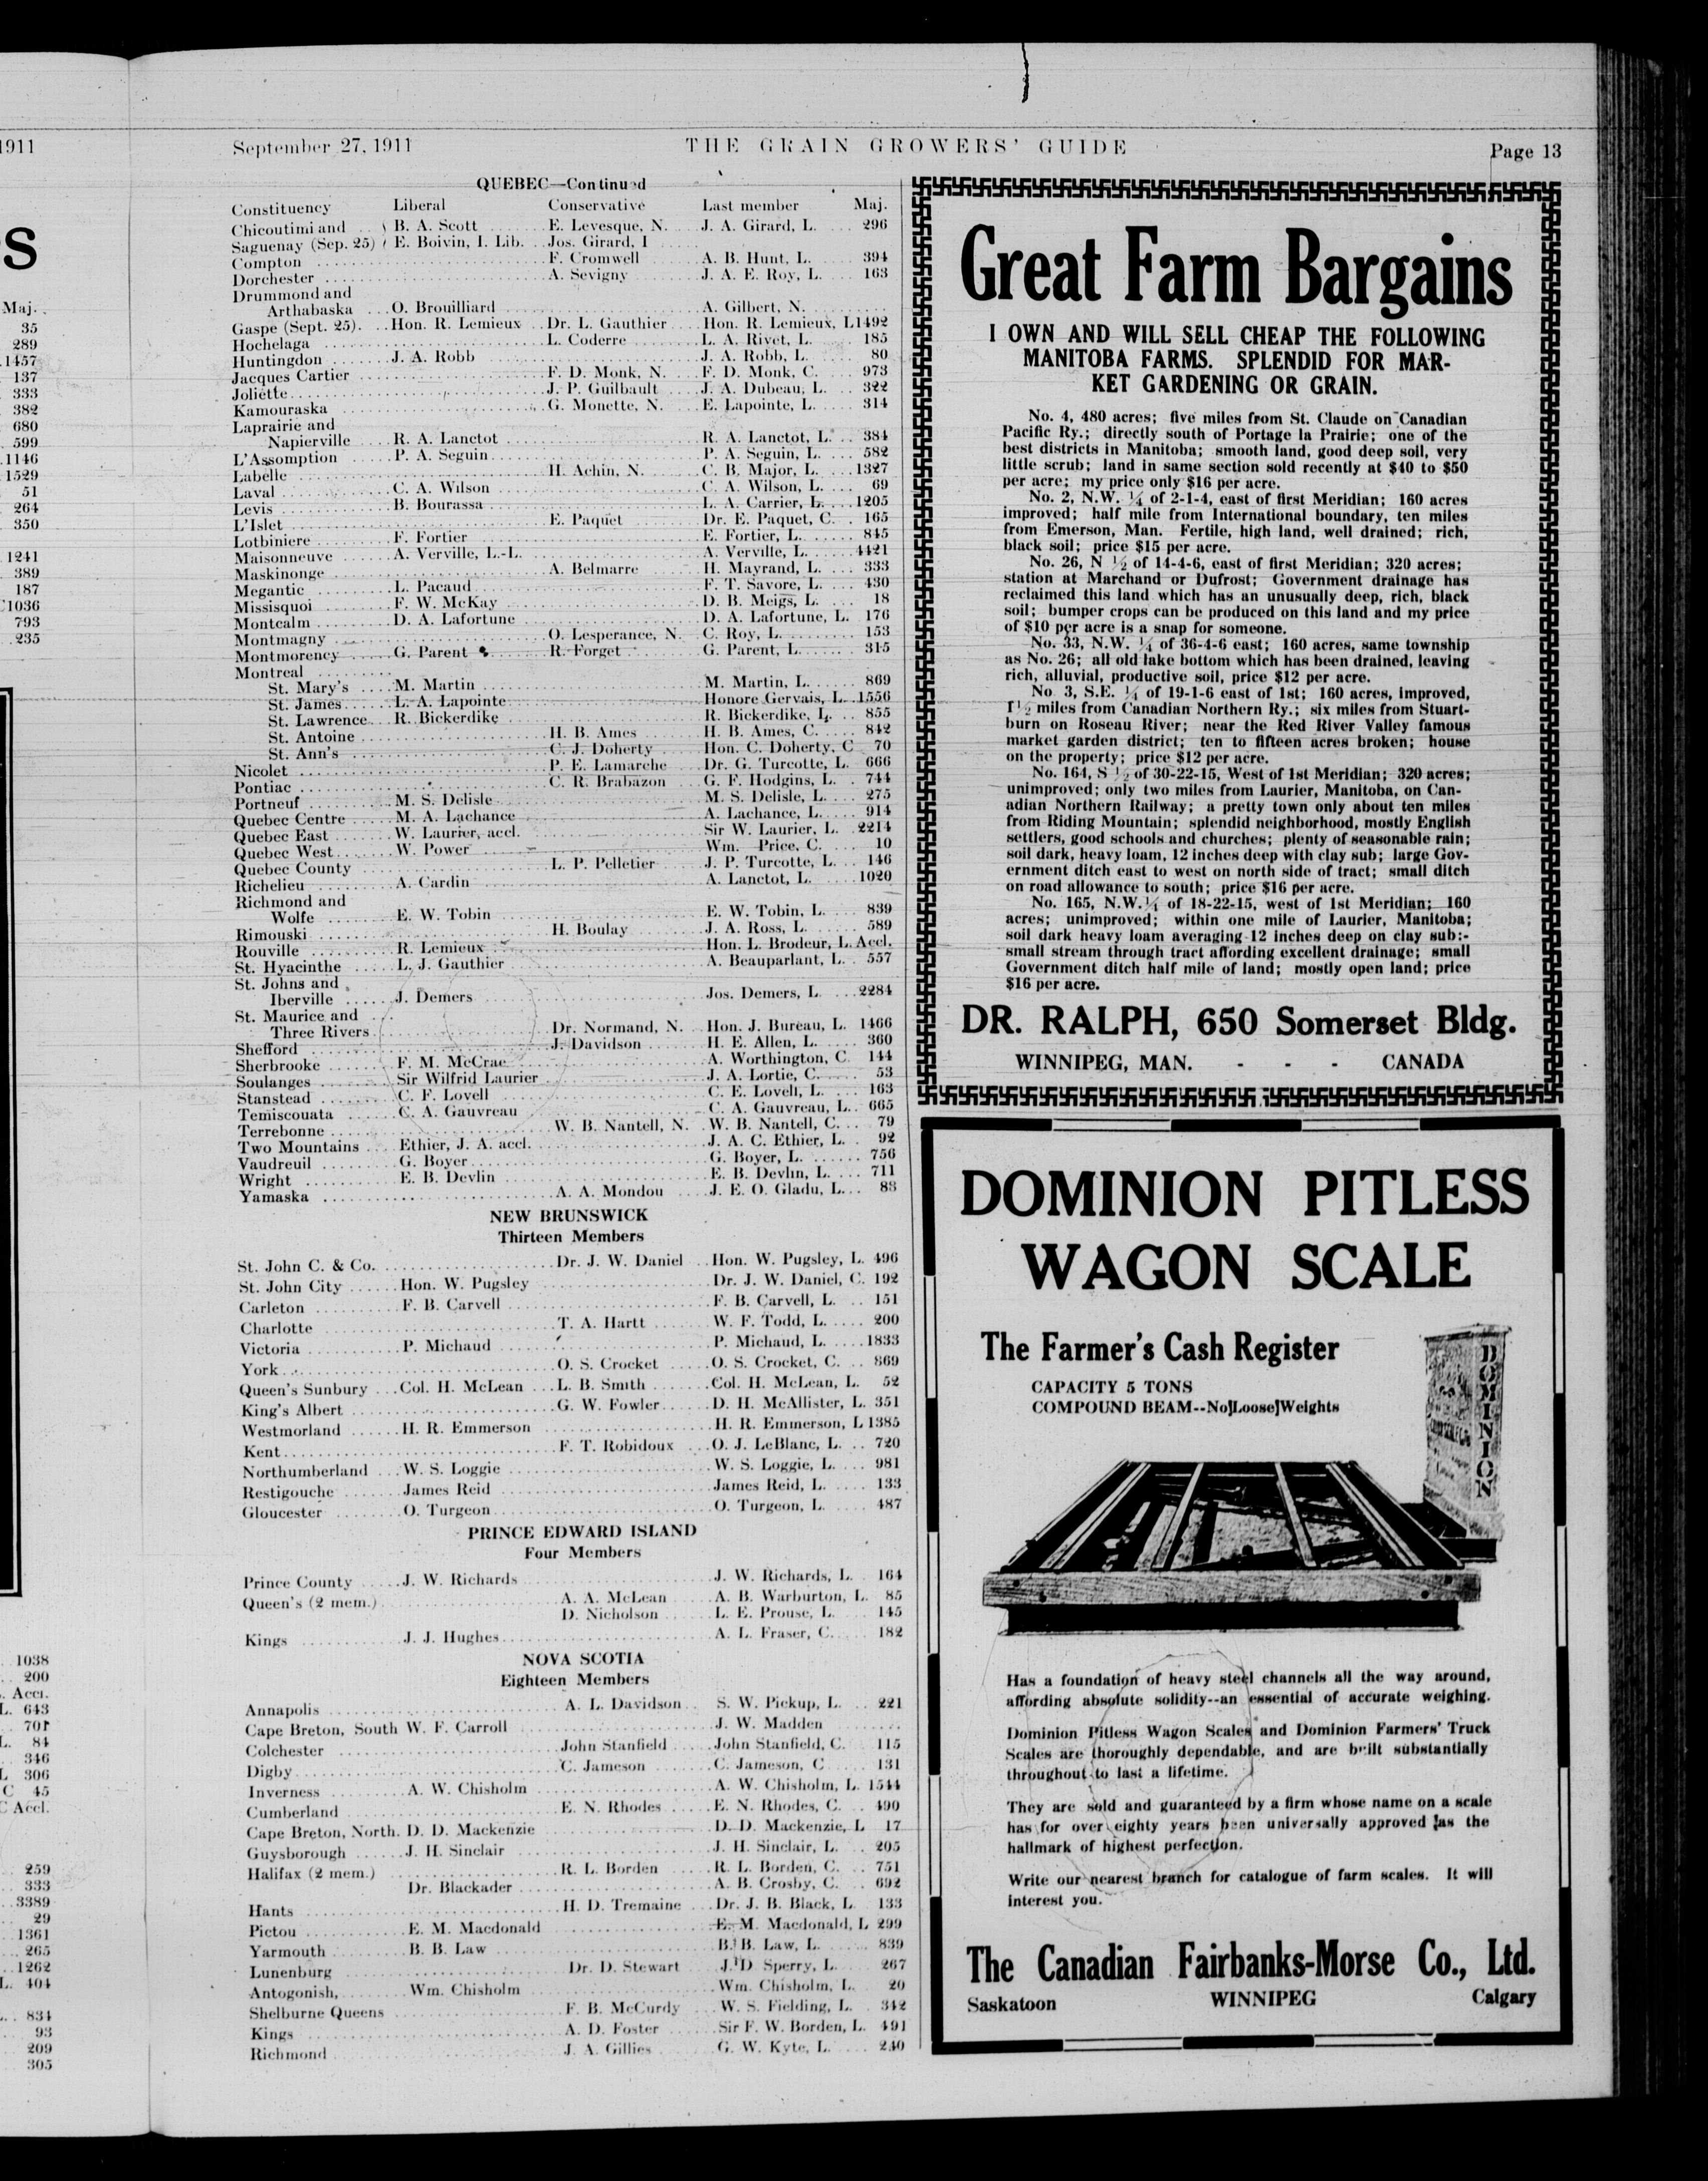 1911
September 27, 1911
THE GRAIN GROWERS' GUIDE
Page 13
S
Maj.
35
289
1457
137
333
382
680
599
1146
1529
51
264
350
1241
389
187
1036
793
235
1038
200
Accl.
L. 643
701
L. 84
346
L 306
C 45
C Accl.
259
333
3389
29
1361
265
1262
L. 404
834
93
209
305
QUEBEC—Continued
Constituency Liberal Conservative Last member Maj.
Chicoutimi and B. A. Scott E. Levesque, N. J. A. Girard, L. 296
Saguenay (Sep. 25) E. Boivin, I. Lib. Jos. Girard, I
Compton F. Cromwell A. B. Hunt, L. 394
Dorchester A. Sevigny J. A. E. Roy, L. 163
Drummond and
Arthabaska O. Brouilliard A. Gilbert, N.
Gaspe (Sept. 25). Hon. R. Lemieux Dr. L. Gauthier Hon. R. Lemieux, L 1492
Hochelaga L. Coderre L. A. Rivet, L. 185
Huntingdon J. A. Robb J. A. Robb, L. 80
Jacques Cartier F. D. Monk, N. F. D. Monk, C. 973
Joliette J. P. Guilbault J. A. Dubeau, L. 322
Kamouraska G. Monette, N. E. Lapointe, L. 314
Laprairie and
Napierville R. A. Lanctot R. A. Lanctot, L. 384
L'Assomption P. A. Seguin P. A. Seguin, L. 582
Labelle H. Achin, N. C. B. Major, L. 1327
Laval C. A. Wilson C. A. Wilson, L. 69
Levis B. Bourassa L. A. Carrier, L. 1205
L'Islet E. Paquet Dr. E. Paquet, C. 165
Lotbiniere F. Fortier E. Fortier, L. 845
Maisonneuve A. Verville, L.-L. A. Verville, L. 4421
Maskinonge A. Belmarre H. Mayrand, L. 333
Megantic L. Pacaud F. T. Savore, L. 430
Missisquoi F. W. McKay D. B. Meigs, L. 18
Montcalm D. A. Lafortune D. A. Lafortune, L. 176
Montmagny O. Lesperance, N. C. Roy, L. 153
Montmorency G. Parent R. Forget G. Parent, L. 315
Montreal
St. Mary's M. Martin M. Martin, L. 869
St. James L. A. Lapointe Honore Gervais, L. 1556
St. Lawrence R. Bickerdike R. Bickerdike, L. 855
St. Antoine H. B. Ames H. B. Ames, C. 842
St. Ann's C. J. Doherty Hon. C. Doherty, C 70
Nicolet P. E. Lamarche Dr. G. Turcotte, L. 666
Pontiac C. R. Brabazon G. F. Hodgins, L. 744
Portneuf M. S. Delisle M. S. Delisle, L. 275
Quebec Centre M. A. Lachance A. Lachance, L. 914
Quebec East W. Laurier, accl. Sir W. Laurier, L. 2214
Quebec West W. Power Wm. Price, C. 10
Quebec County L. P. Pelletier J. P. Turcotte, L. 146
Richelieu A. Cardin A. Lanctot, L. 1020
Richmond and
Wolfe E. W. Tobin E. W. Tobin, L. 839
Rimouski H. Boulay J. A. Ross, L. 589
Rouville R. Lemieux Hon. L. Brodeur, L. Accl.
St. Hyacinthe L. J. Gauthier A. Beauparlant, L. 557
St. Johns and
Iberville J. Demers Jos. Demers, L. 2284
St. Maurice and
Three Rivers Dr. Normand, N. Hon. J. Bureau, L. 1466
Shefford J. Davidson H. E. Allen, L. 360
Sherbrooke F. M. McCrae A. Worthington, C. 144
Soulanges Sir Wilfrid Laurier J. A. Lortie, C. 53
Stanstead C. F. Lovell C. E. Lovell, L. 163
Temiscouata C. A. Gauvreau C. A. Gauvreau, L. 665
Terrebonne W. B. Nantell, N. W. B. Nantell, C. 79
Two Mountains Ethier, J. A. accl. J. A. C. Ethier, L. 92
Vaudreuil G. Boyer G. Boyer, L. 756
Wright E. B. Devlin E. B. Devlin, L. 711
Yamaska A. A. Mondou J. E. O. Gladu, L. 83
NEW BRUNSWICK
Thirteen Members
St. John C. & Co. Dr. J. W. Daniel Hon. W. Pugsley, L. 496
St. John City Hon. W. Pugsley Dr. J. W. Daniel, C. 192
Carleton F. B. Carvell F. B. Carvell, L. 151
Charlotte T. A. Hartt W. F. Todd, L. 200
Victoria P. Michaud P. Michaud, L. 1833
York O. S. Crocket O. S. Crocket, C. 869
Queen's Sunbury Col. H. McLean L. B. Smith Col. H. McLean, L. 52
King's Albert G. W. Fowler D. H. McAllister, L. 351
Westmorland H. R. Emmerson H. R. Emmerson, L 1385
Kent F. T. Robidoux O. J. LeBlanc, L. 720
Northumberland W. S. Loggie W. S. Loggie, L. 981
Restigouche James Reid James Reid, L. 133
Gloucester O. Turgeon O. Turgeon, L. 487
PRINCE EDWARD ISLAND
Four Members
Prince County J. W. Richards J. W. Richards, L. 164
Queen's (2 mem.) A. A. McLean A. B. Warburton, L. 85
D. Nicholson L. E. Prouse, L. 145
Kings J. J. Hughes A. L. Fraser, C. 182
NOVA SCOTIA
Eighteen Members
Annapolis A. L. Davidson S. W. Pickup, L. 221
Cape Breton, South W. F. Carroll J. W. Madden
Colchester John Stanfield John Stanfield, C. 115
Digby C. Jameson C. Jameson, C 131
Inverness A. W. Chisholm A. W. Chisholm, L. 1544
Cumberland E. N. Rhodes E. N. Rhodes, C. 490
Cape Breton, North. D. D. Mackenzie D. D. Mackenzie, L 17
Guysborough J. H. Sinclair J. H. Sinclair, L. 205
Halifax (2 mem.) R. L. Borden R. L. Borden, C. 751
Dr. Blackader A. B. Crosby, C. 692
Hants H. D. Tremaine Dr. J. B. Black, L 133
Pictou E. M. Macdonald E. M. Macdonald, L 299
Yarmouth B. B. Law B. B. Law, L. 839
Lunenburg Dr. D. Stewart J. D Sperry, L. 267
Antogonish, Wm. Chisholm Wm. Chisholm, L. 20
Shelburne Queens F. B. McCurdy W. S. Fielding, L. 342
Kings A. D. Foster Sir F. W. Borden, L. 491
Richmond J. A. Gillies G. W. Kyte, L. 240
Great Farm Bargains
I OWN AND WILL SELL CHEAP THE FOLLOWING
MANITOBA FARMS. SPLENDID FOR MAR-
KET GARDENING OR GRAIN.
No. 4, 480 acres; five miles from St. Claude on Canadian
Pacific Ry.; directly south of Portage la Prairie; one of the
best districts in Manitoba; smooth land, good deep soil, very
little scrub; land in same section sold recently at $40 to $50
per acre; my price only $16 per acre.
No. 2, N.W. ¼ of 2-1-4, east of first Meridian; 160 acres
improved; half mile from International boundary, ten miles
from Emerson, Man. Fertile, high land, well drained; rich,
black soil; price $15 per acre.
No. 26, N ½ of 14-4-6, east of first Meridian; 320 acres;
station at Marchand or Dufrost; Government drainage has
reclaimed this land which has an unusually deep, rich, black
soil; bumper crops can be produced on this land and my price
of $10 per acre is a snap for someone.
No. 33, N.W. ¼ of 36-4-6 east; 160 acres, same township
as No. 26; all old lake bottom which has been drained, leaving
rich, alluvial, productive soil, price $12 per acre.
No 3, S.E. ¼ of 19-1-6 east of 1st; 160 acres, improved,
1½ miles from Canadian Northern Ry.; six miles from Stuart-
burn on Roseau River; near the Red River Valley famous
market garden district; ten to fifteen acres broken; house
on the property; price $12 per acre.
No. 164, S ½ of 30-22-15, West of 1st Meridian; 320 acres;
unimproved; only two miles from Laurier, Manitoba, on Can-
adian Northern Railway; a pretty town only about ten miles
from Riding Mountain; splendid neighborhood, mostly English
settlers, good schools and churches; plenty of seasonable rain;
soil dark, heavy loam, 12 inches deep with clay sub; large Gov-
ernment ditch east to west on north side of tract; small ditch
on road allowance to south; price $16 per acre.
No. 165, N.W.¼ of 18-22-15, west of 1st Meridian; 160
acres; unimproved; within one mile of Laurier, Manitoba;
soil dark heavy loam averaging 12 inches deep on clay sub:-
small stream through tract affording excellent drainage; small
Government ditch half mile of land; mostly open land; price
$16 per acre.
DR. RALPH, 650 Somerset Bldg.
WINNIPEG, MAN. - - - CANADA
DOMINION PITLESS
WAGON SCALE
The Farmer's Cash Register
CAPACITY 5 TONS
COMPOUND BEAM--No Loose Weights
DOMINION
Has a foundation of heavy steel channels all the way around,
affording absolute solidity--an essential of accurate weighing.
Dominion Pitless Wagon Scales and Dominion Farmers' Truck
Scales are thoroughly dependable, and are built substantially
throughout to last a lifetime.
They are sold and guaranteed by a firm whose name on a scale
has for over eighty years been universally approved as the
hallmark of highest perfection.
Write our nearest branch for catalogue of farm scales. It will
interest you.
The Canadian Fairbanks-Morse Co., Ltd.
Saskatoon WINNIPEG Calgary